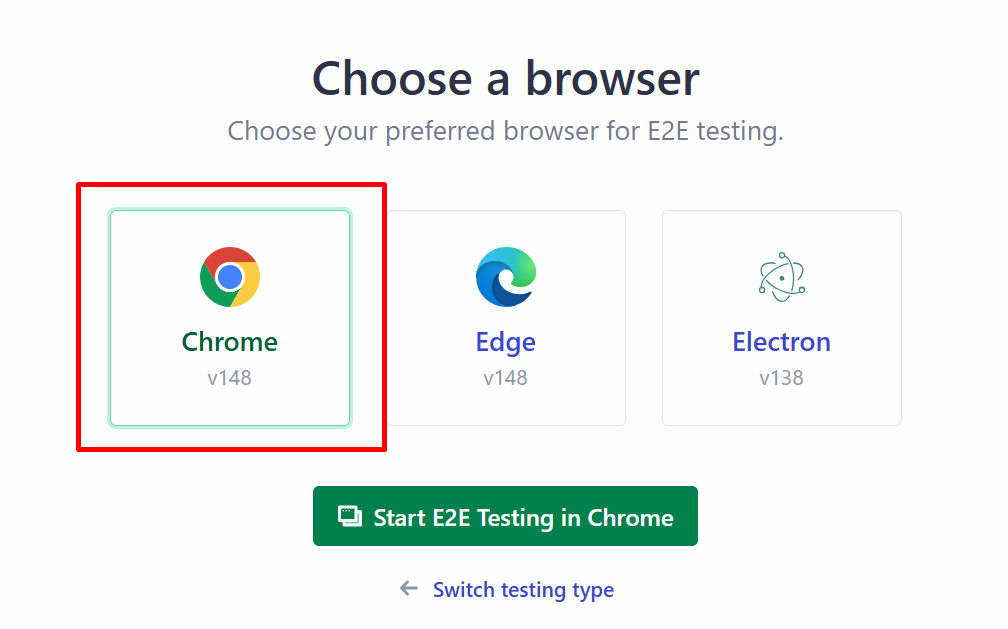 Choose a browser
Choose your preferred browser for E2E testing.
Chrome
v148
Edge
v148
Electron
v138
Start E2E Testing in Chrome
Switch testing type